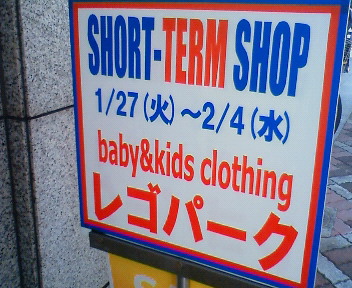 SHORT-TERM SHOP
1/27(火)~2/4(水)
baby&kids clothing
レゴパーク
S